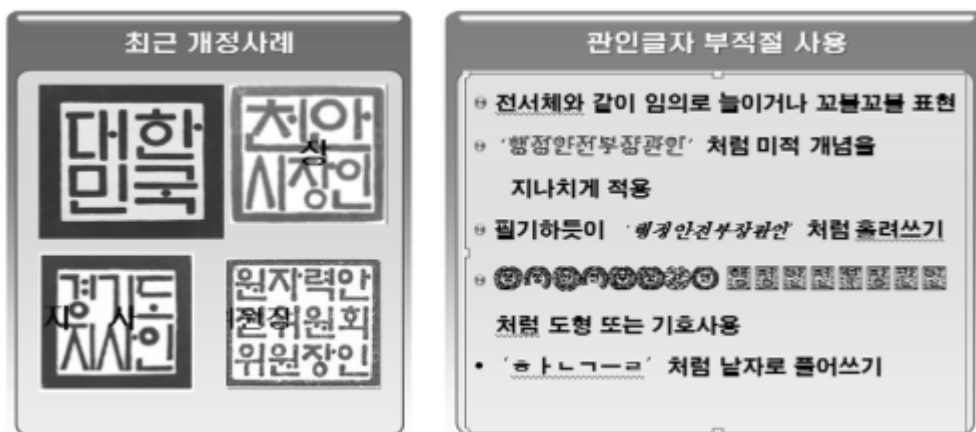 최근 개정사례
대한
민국
천안
시장인
경기도
지사인
원자력안
전위원회
위원장인
관인글자 부적절 사용
전서체와 같이 임의로 늘이거나 꼬불꼬불 표현
'행정안전부장관인' 처럼 미적 개념을
지나치게 적용
필기하듯이 '행정안전부장관인' 처럼 흘려쓰기
처럼 도형 또는 기호사용
• 'ㅎㅏㄴㄱㅡㄹ' 처럼 낱자로 풀어쓰기